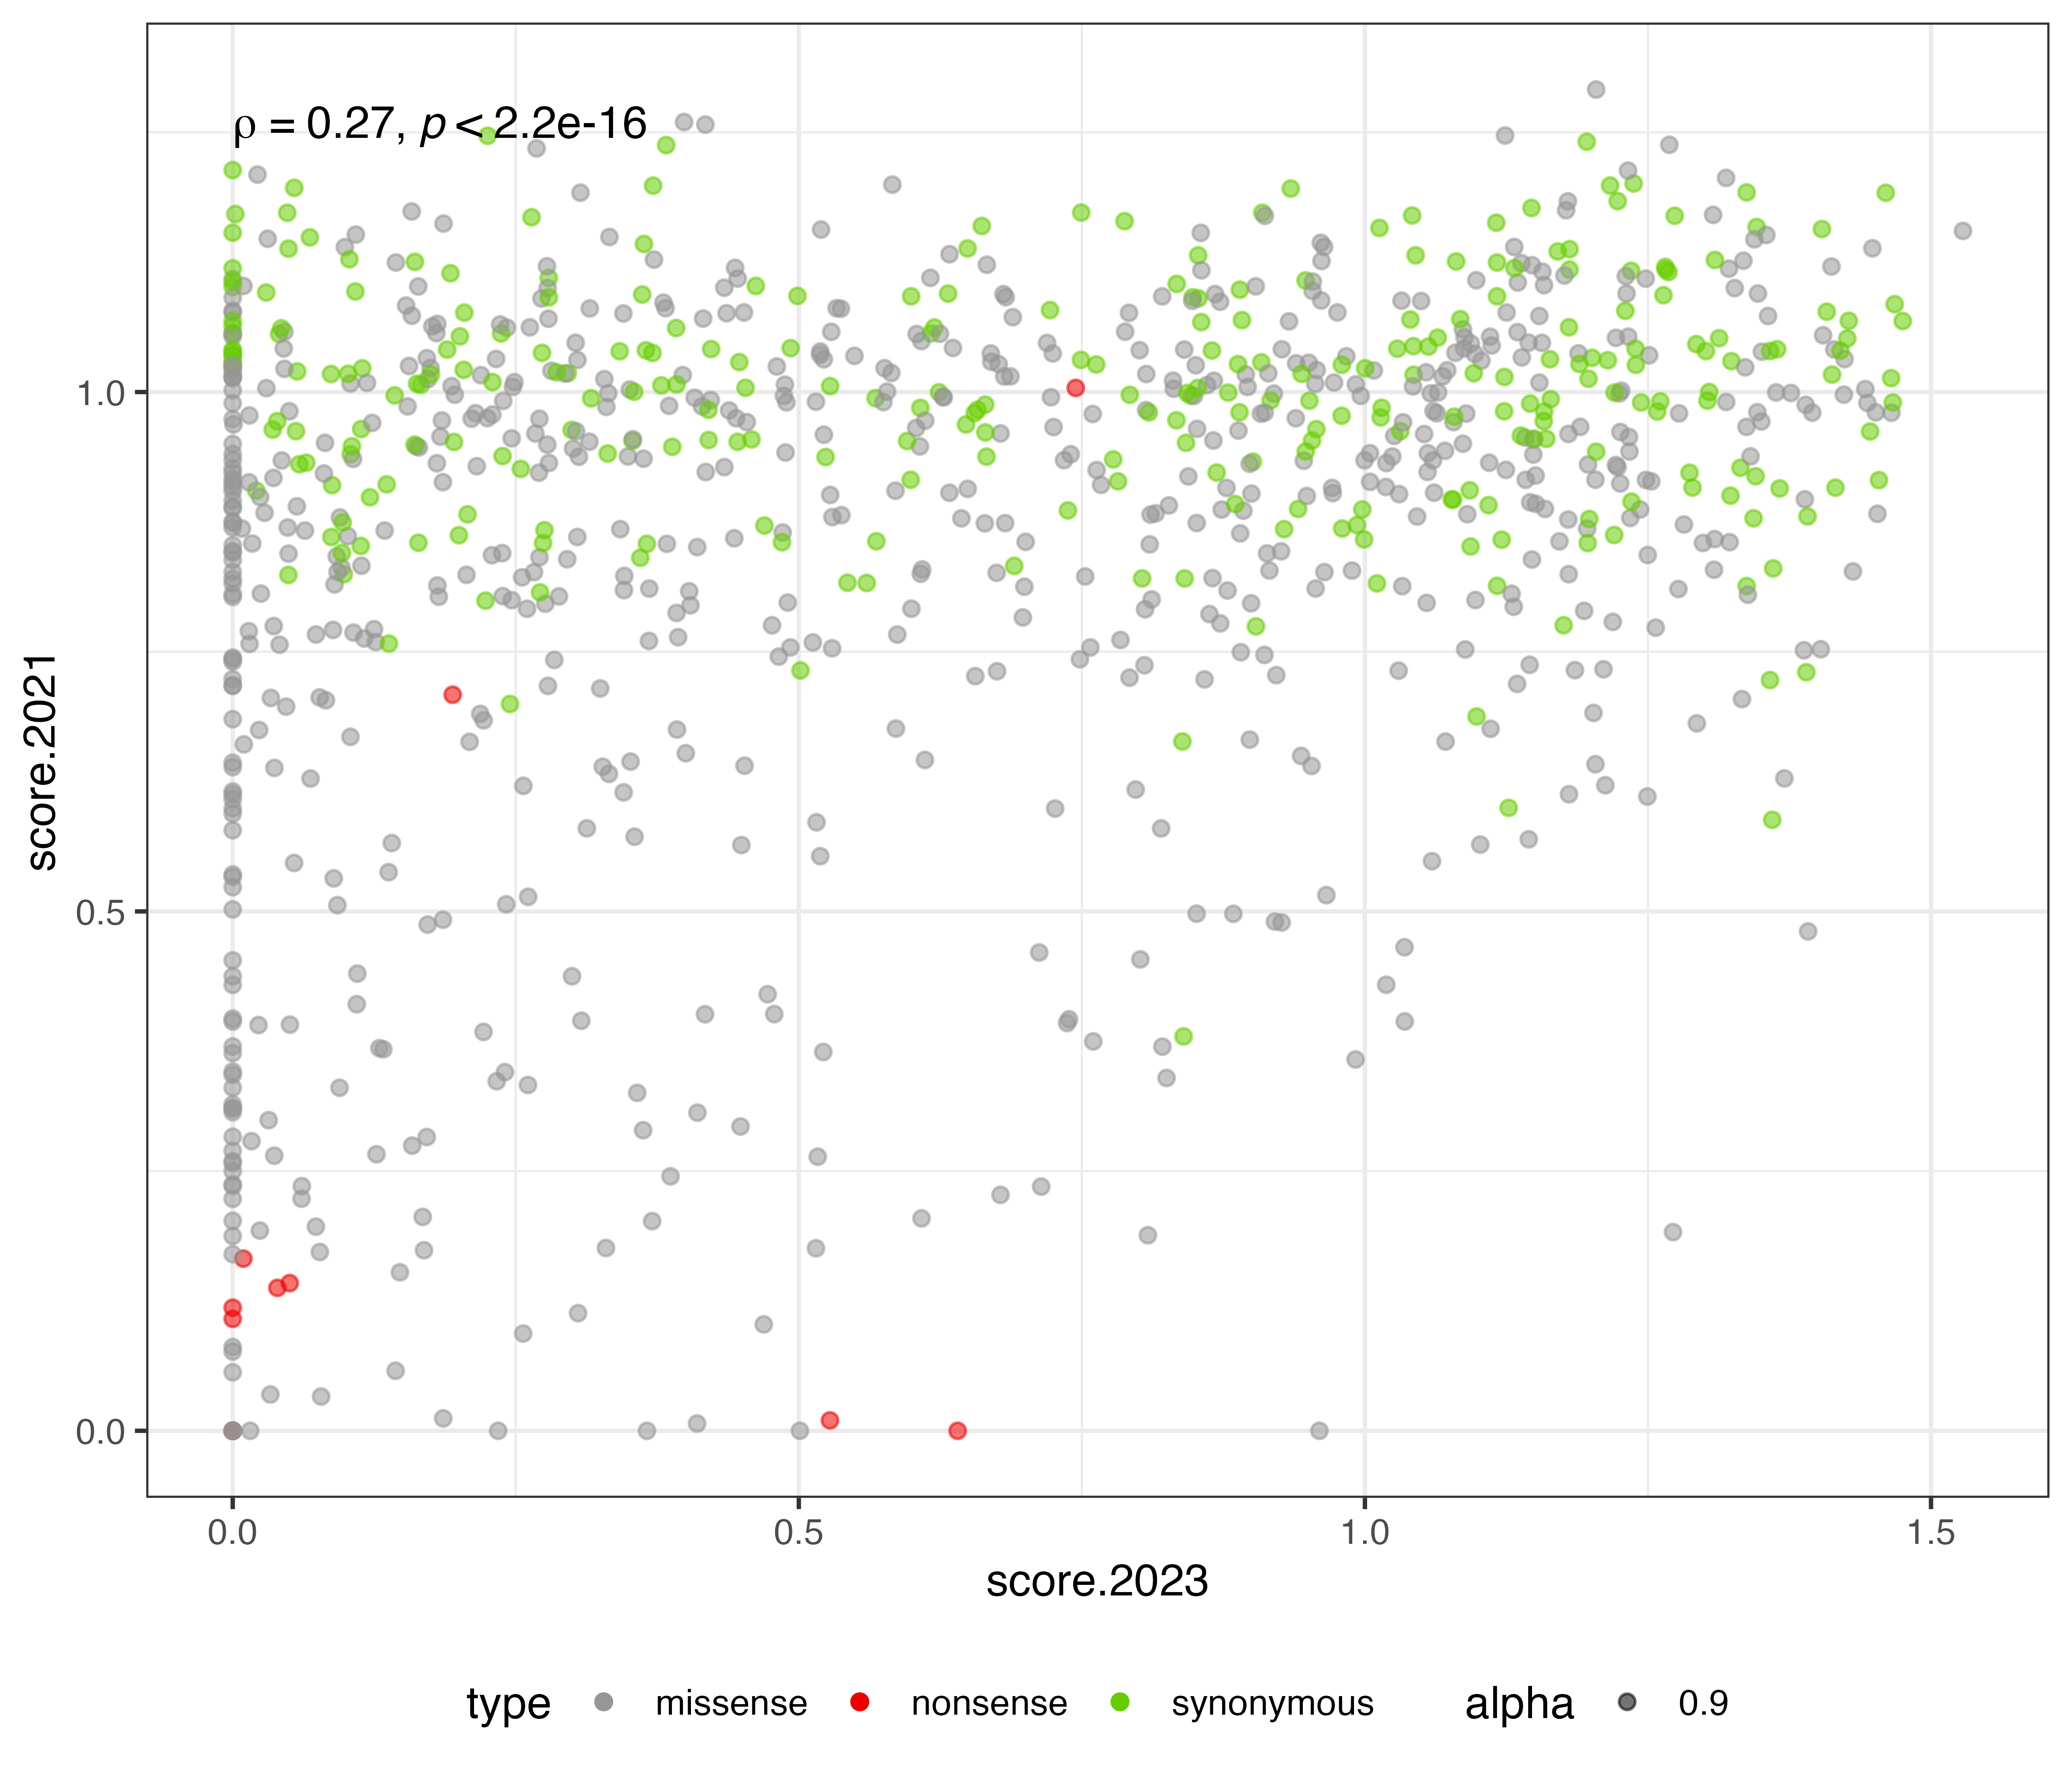 ρ = 0.27, p < 2.2e-16
score.2021
1.0
0.5
0.0
0.0 0.5 1.0 1.5
score.2023
type missense nonsense synonymous alpha 0.9